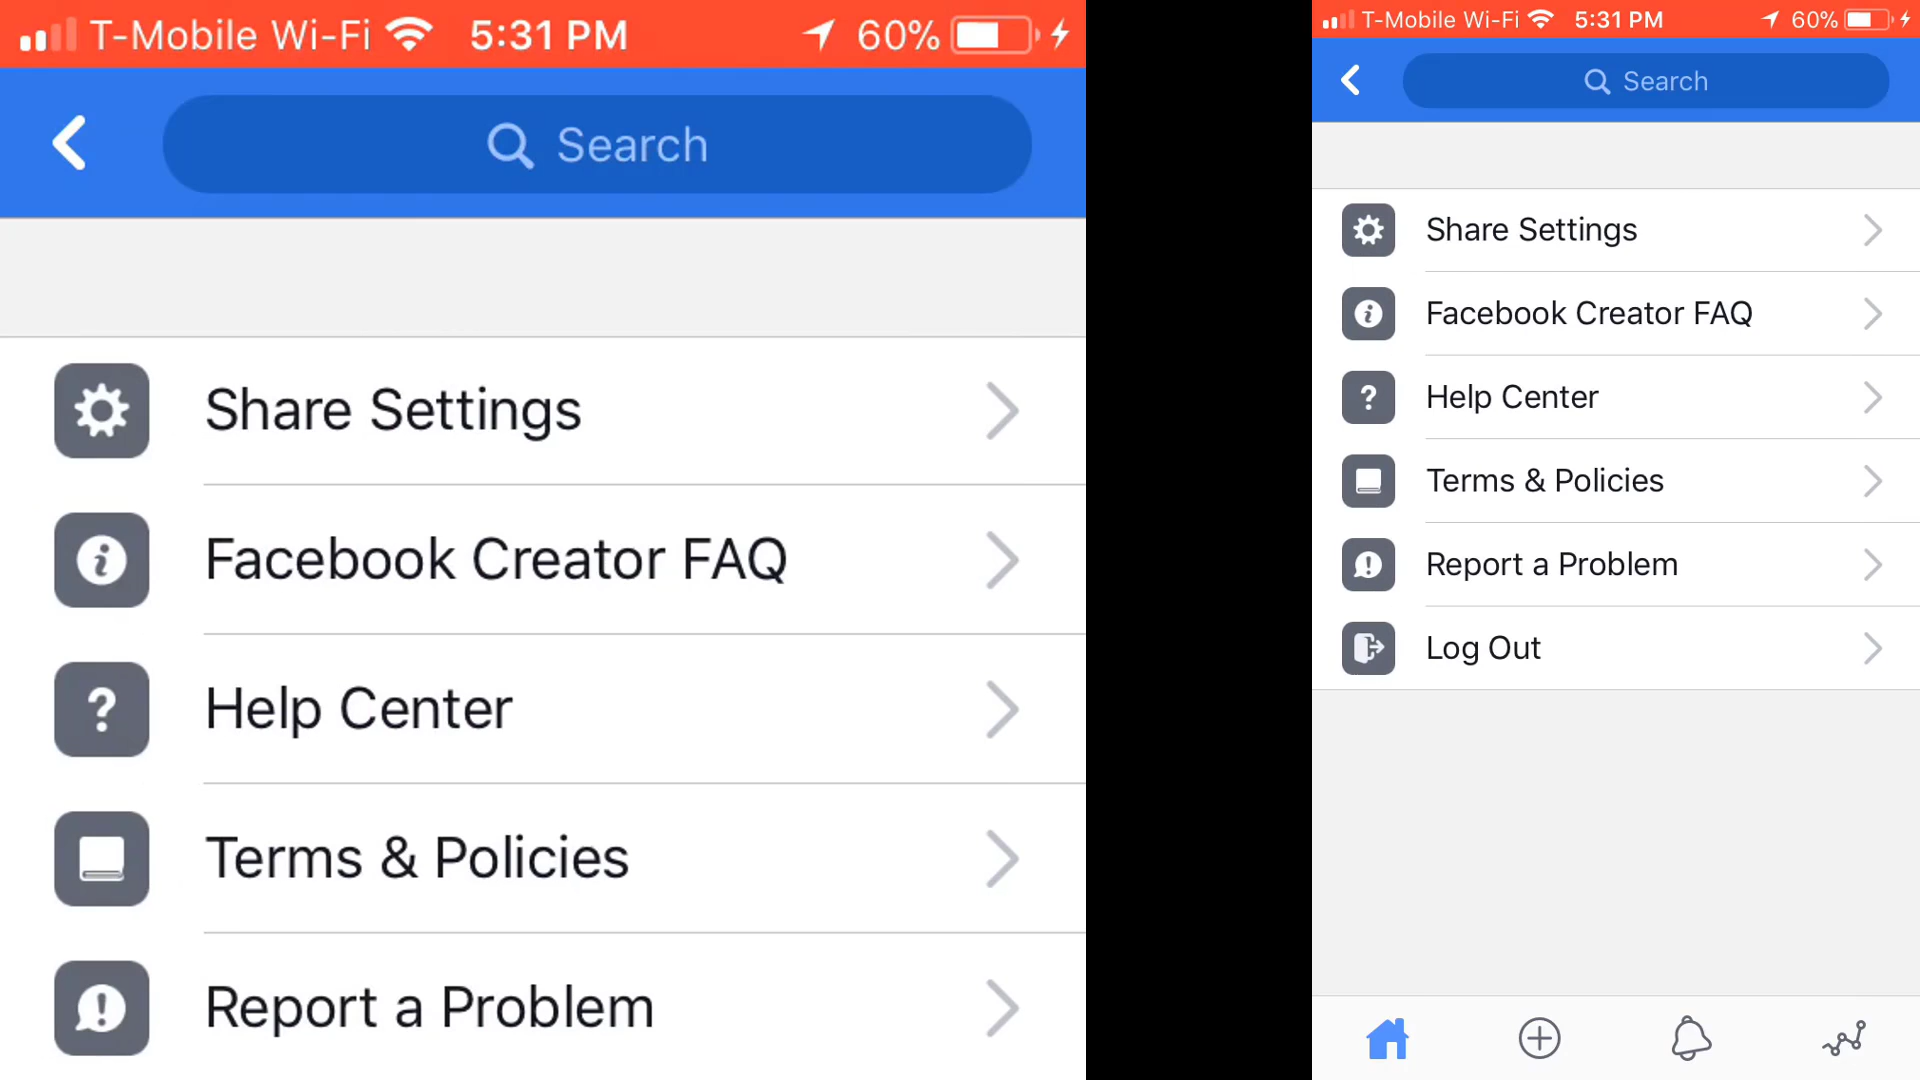 T-Mobile Wi-Fi 5:31 PM 60%
Search
Share Settings
Facebook Creator FAQ
Help Center
Terms & Policies
Report a Problem
T-Mobile Wi-Fi 5:31 PM 60%
Search
Share Settings
Facebook Creator FAQ
Help Center
Terms & Policies
Report a Problem
Log Out